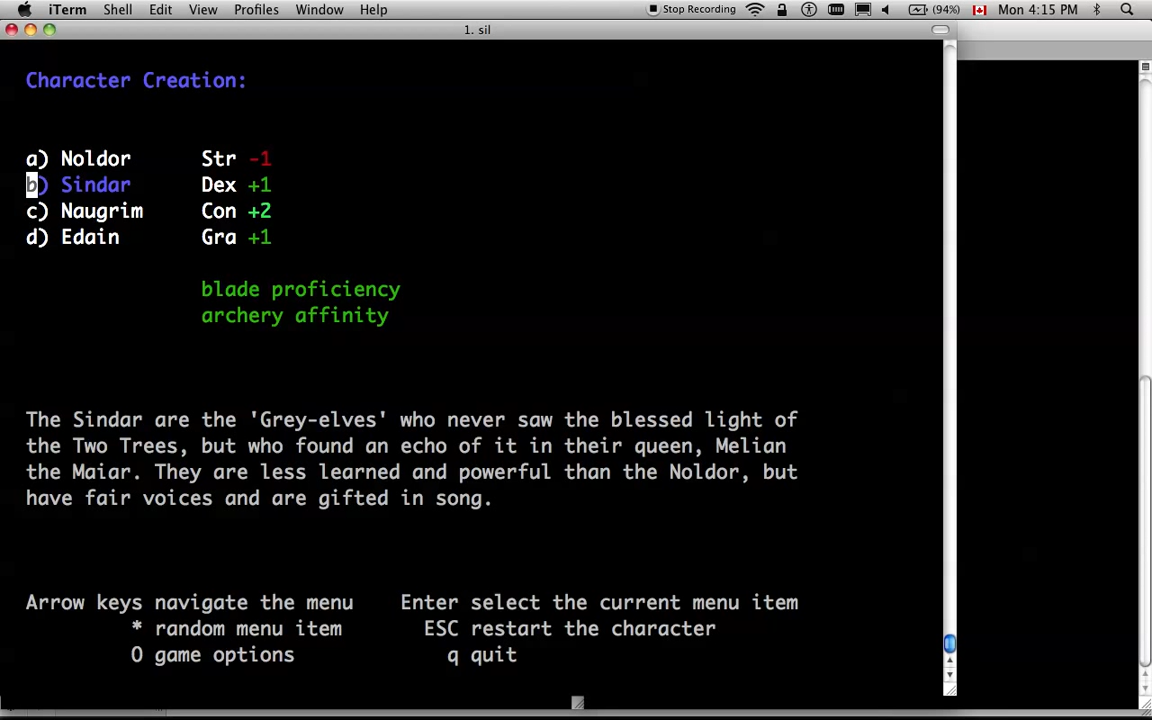 iTerm Shell Edit View Profiles Window Help Stop Recording (94%) Mon 4:15 PM
1. sil
Character Creation:
a) Noldor Str -1
b) Sindar Dex +1
c) Naugrim Con +2
d) Edain Gra +1
blade proficiency
archery affinity
The Sindar are the 'Grey-elves' who never saw the blessed light of
the Two Trees, but who found an echo of it in their queen, Melian
the Maiar. They are less learned and powerful than the Noldor, but
have fair voices and are gifted in song.
Arrow keys navigate the menu Enter select the current menu item
* random menu item ESC restart the character
O game options q quit